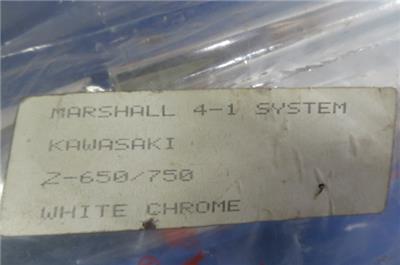 MARSHALL 4-1 SYSTEM
KAWASAKI
Z-650/750
WHITE CHROME